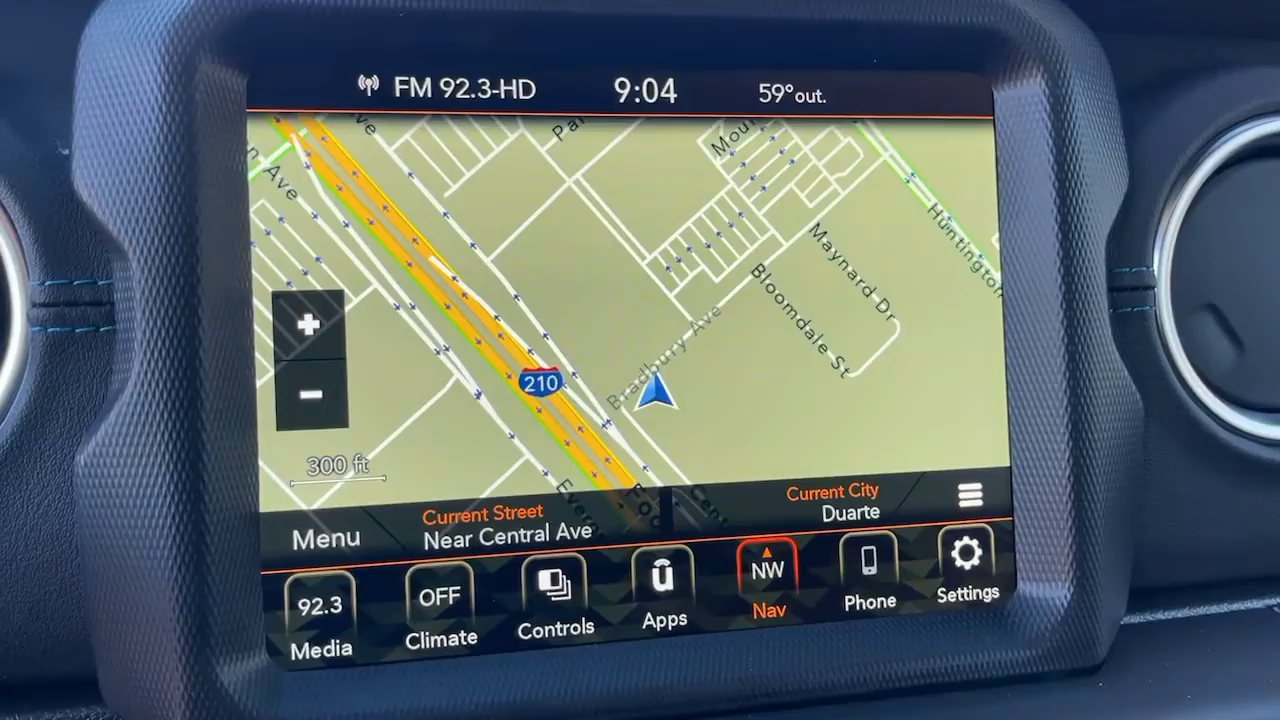 FM 92.3-HD
9:04
59° out.
Ave
Maynard Dr
Huntington
Bloomdale St
Bradbury Ave
210
300 ft
Menu
Current Street
Near Central Ave
Current City
Duarte
92.3
Media
OFF
Climate
Controls
Apps
NW
Nav
Phone
Settings